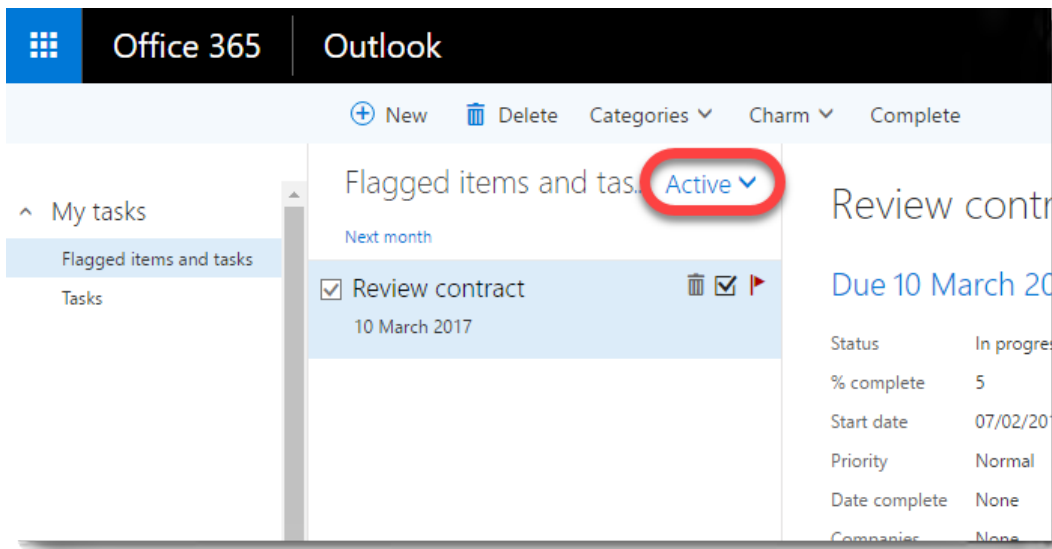 Office 365 Outlook
New Delete Categories Charm Complete
My tasks
Flagged items and tasks
Tasks
Flagged items and tas... Active
Next month
Review contract
10 March 2017
Review contr
Due 10 March 20
Status In progres
% complete 5
Start date 07/02/201
Priority Normal
Date complete None
Companies None